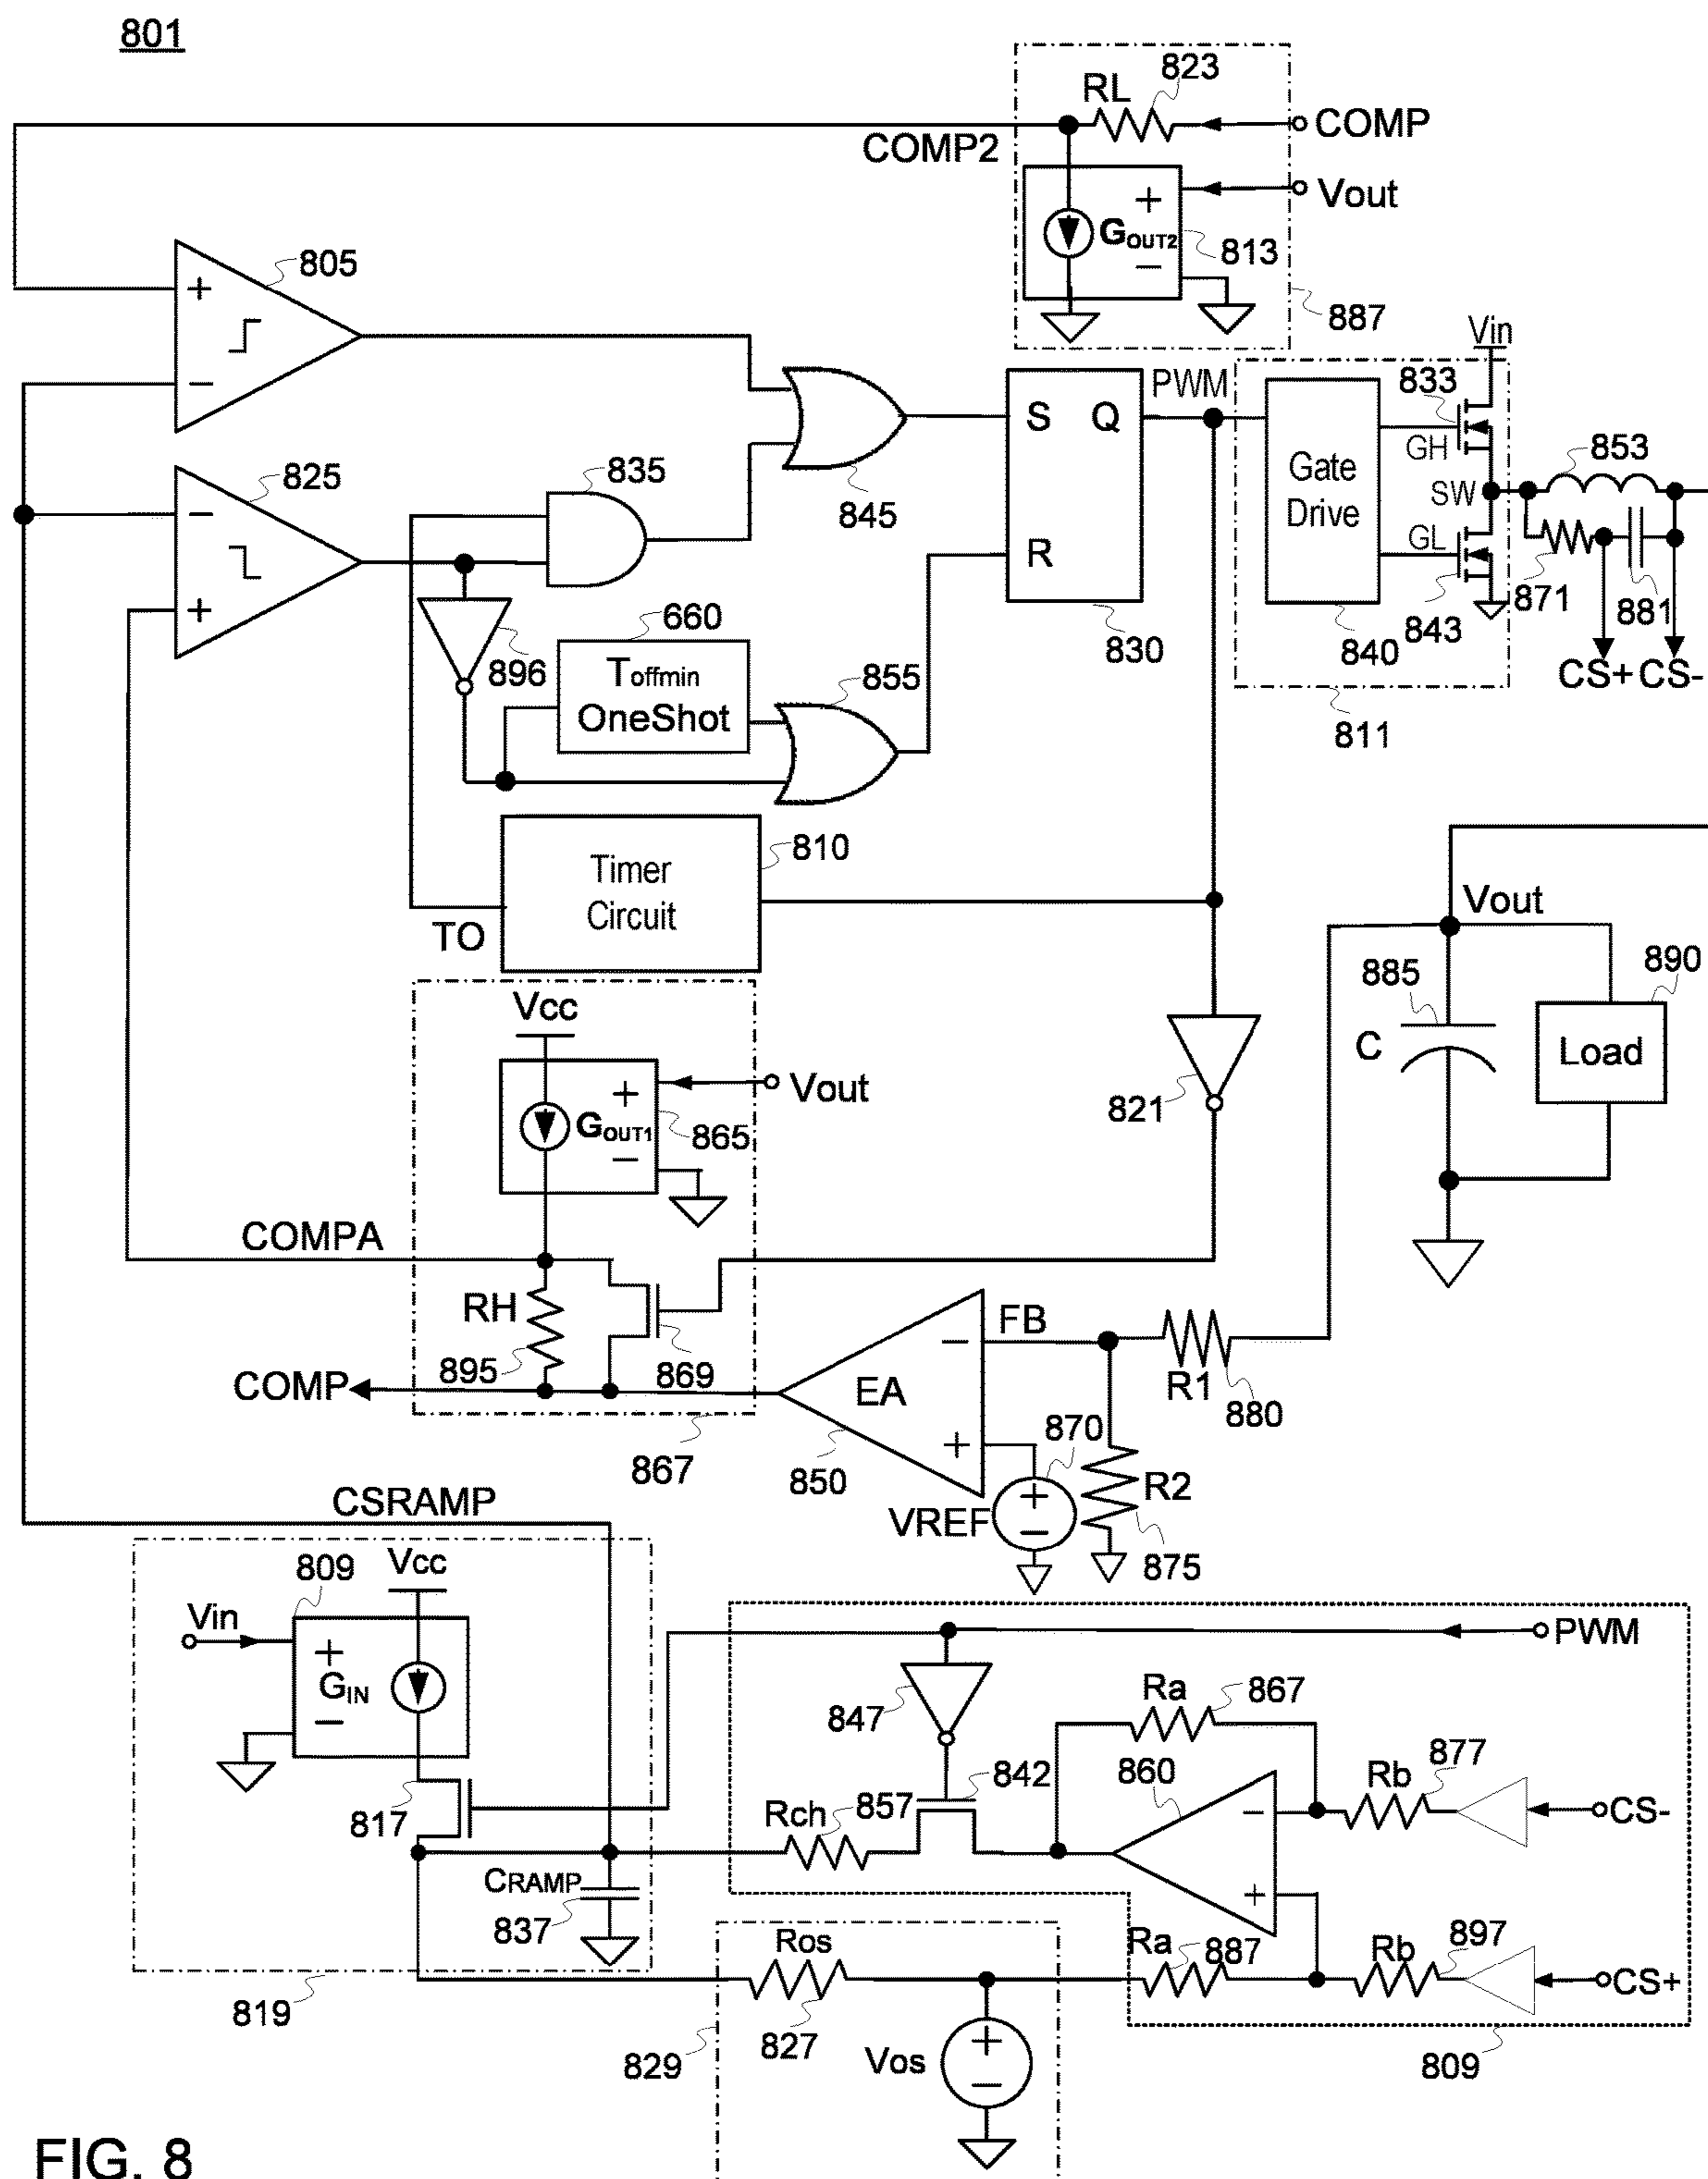 801
823
RL
COMP
COMP2
Vout
+
GOUT2
813
−
887
805
+
−
Vin
PWM
833
S Q
GH
853
825
835
845
Gate
Drive
SW
−
GL
R
+
660
871
881
896
Toffmin
OneShot
855
830
840
843
CS+ CS-
811
810
Timer
Circuit
TO
Vout
885
890
C
Load
Vcc
Vout
+
GOUT1
865
−
821
COMPA
RH
−
FB
895
869
EA
COMP
R1
880
870
+
850
867
R2
CSRAMP
VREF
+
−
875
809
Vcc
Vin
PWM
+
GIN
−
Ra
867
847
877
842
860
Rb
817
Rch
857
−
CS-
CRAMP
837
+
Ros
Ra
887
Rb
897
CS+
819
827
829
Vos
+
−
809
FIG. 8